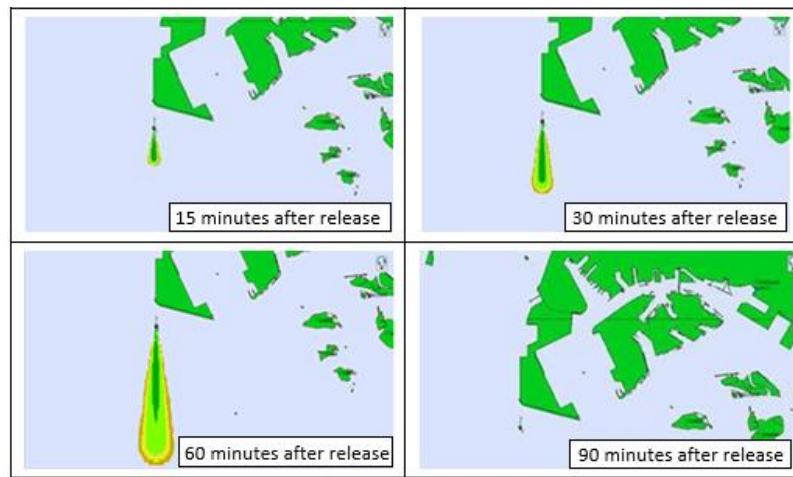 15 minutes after release
30 minutes after release
60 minutes after release
90 minutes after release